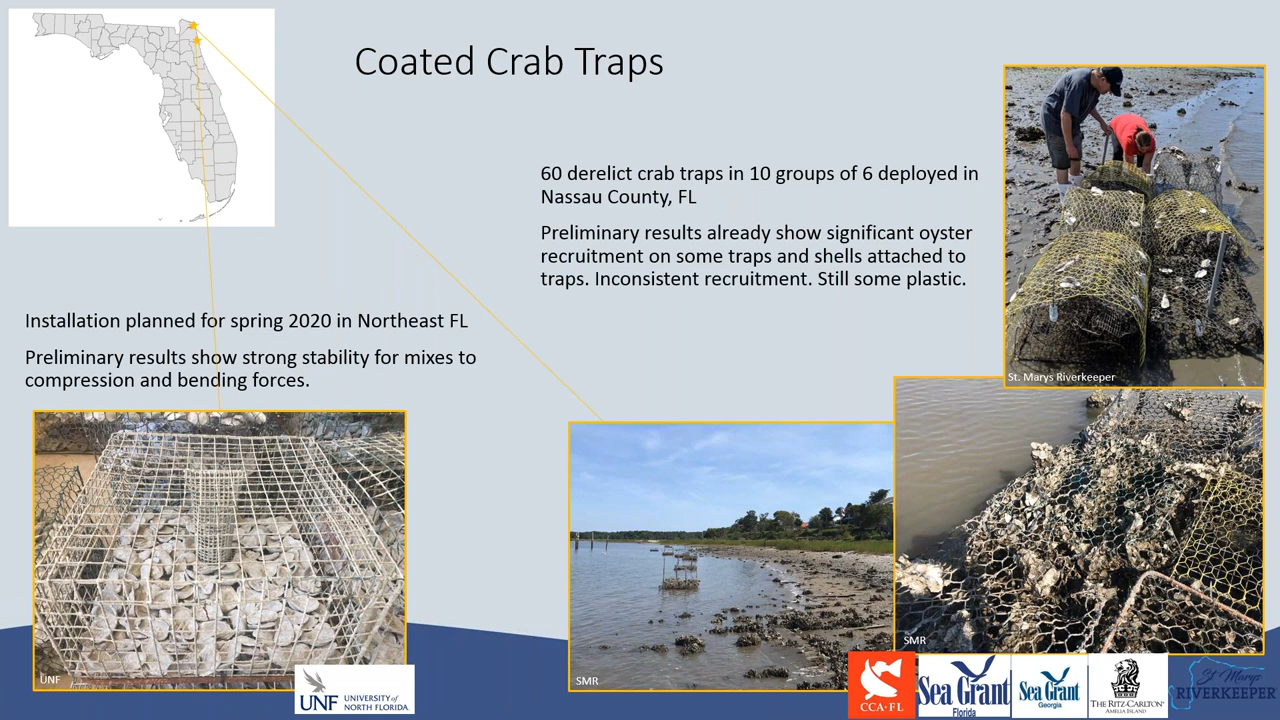 Coated Crab Traps
60 derelict crab traps in 10 groups of 6 deployed in
Nassau County, FL
Preliminary results already show significant oyster
recruitment on some traps and shells attached to
traps. Inconsistent recruitment. Still some plastic.
Installation planned for spring 2020 in Northeast FL
Preliminary results show strong stability for mixes to
compression and bending forces.
St. Marys Riverkeeper
SMR
SMR
UNF
UNF
UNIVERSITY of
NORTH FLORIDA
CCA·FL
Sea Grant
Florida
Sea Grant
Georgia
THE RITZ-CARLTON
AMELIA ISLAND
St Marys
RIVERKEEPER